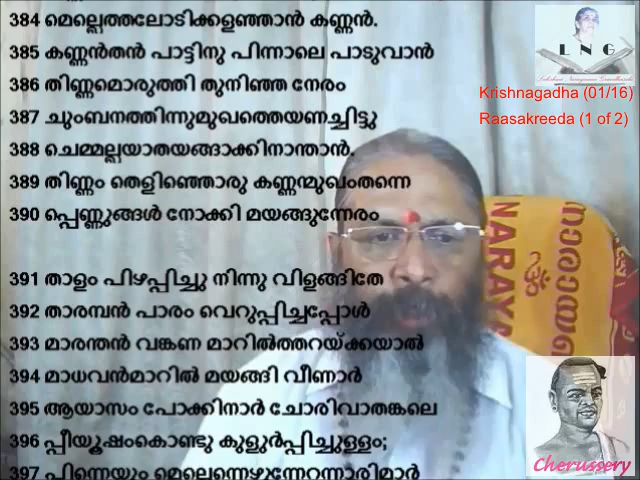 384 മെല്ലെത്തലോടിക്കളഞ്ഞാൻ കണ്ണൻ.
385 കണ്ണൻതൻ പാട്ടിനു പിന്നാലെ പാടുവാൻ
386 തിണ്ണമൊരുത്തി തുനിഞ്ഞ നേരം
387 ചുംബനത്തിന്നുമുഖത്തെയണച്ചിട്ടു
388 ചെമ്മല്ലയാതയങ്ങാക്കിനാന്താൻ.
389 തിണ്ണം തെളിഞ്ഞൊരു കണ്ണന്മുഖംതന്നെ
390 പ്പെണ്ണുങ്ങൾ നോക്കി മയങ്ങുന്നേരം
391 താളം പിഴപ്പിച്ചു നിന്നു വിളങ്ങിതേ
392 താരമ്പൻ പാരം വെറുപ്പിച്ചപ്പോൾ
393 മാരന്തൻ വങ്കണ മാറിൽത്തറയ്ക്കയാൽ
394 മാധവൻമാറിൽ മയങ്ങി വീണാർ
395 ആയാസം പോക്കിനാർ ചോരിവാതങ്കലെ
396 പ്പീയൂഷംകൊണ്ടു കുളുർപ്പിച്ചുള്ളം;
397 പിന്നെയും മെല്ലെന്നെഴുന്നേറന്നാരിമാർ
L N G
Krishnagadha (01/16)
Raasakreeda (1 of 2)
NARAY
നാരായ
Cherussery